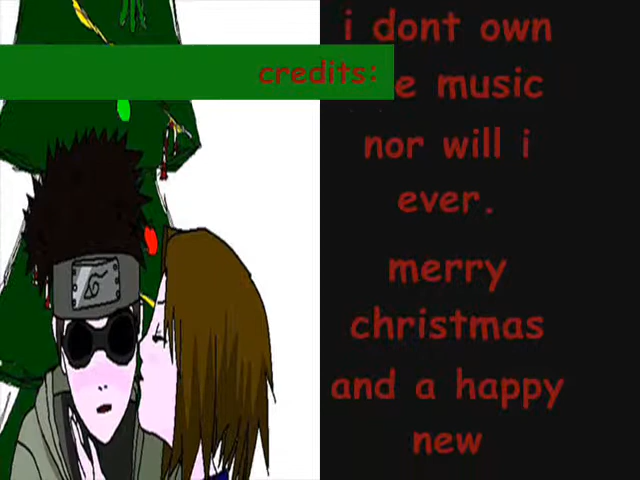 credits:
i dont own
e music
nor will i
ever.
merry
christmas
and a happy
new